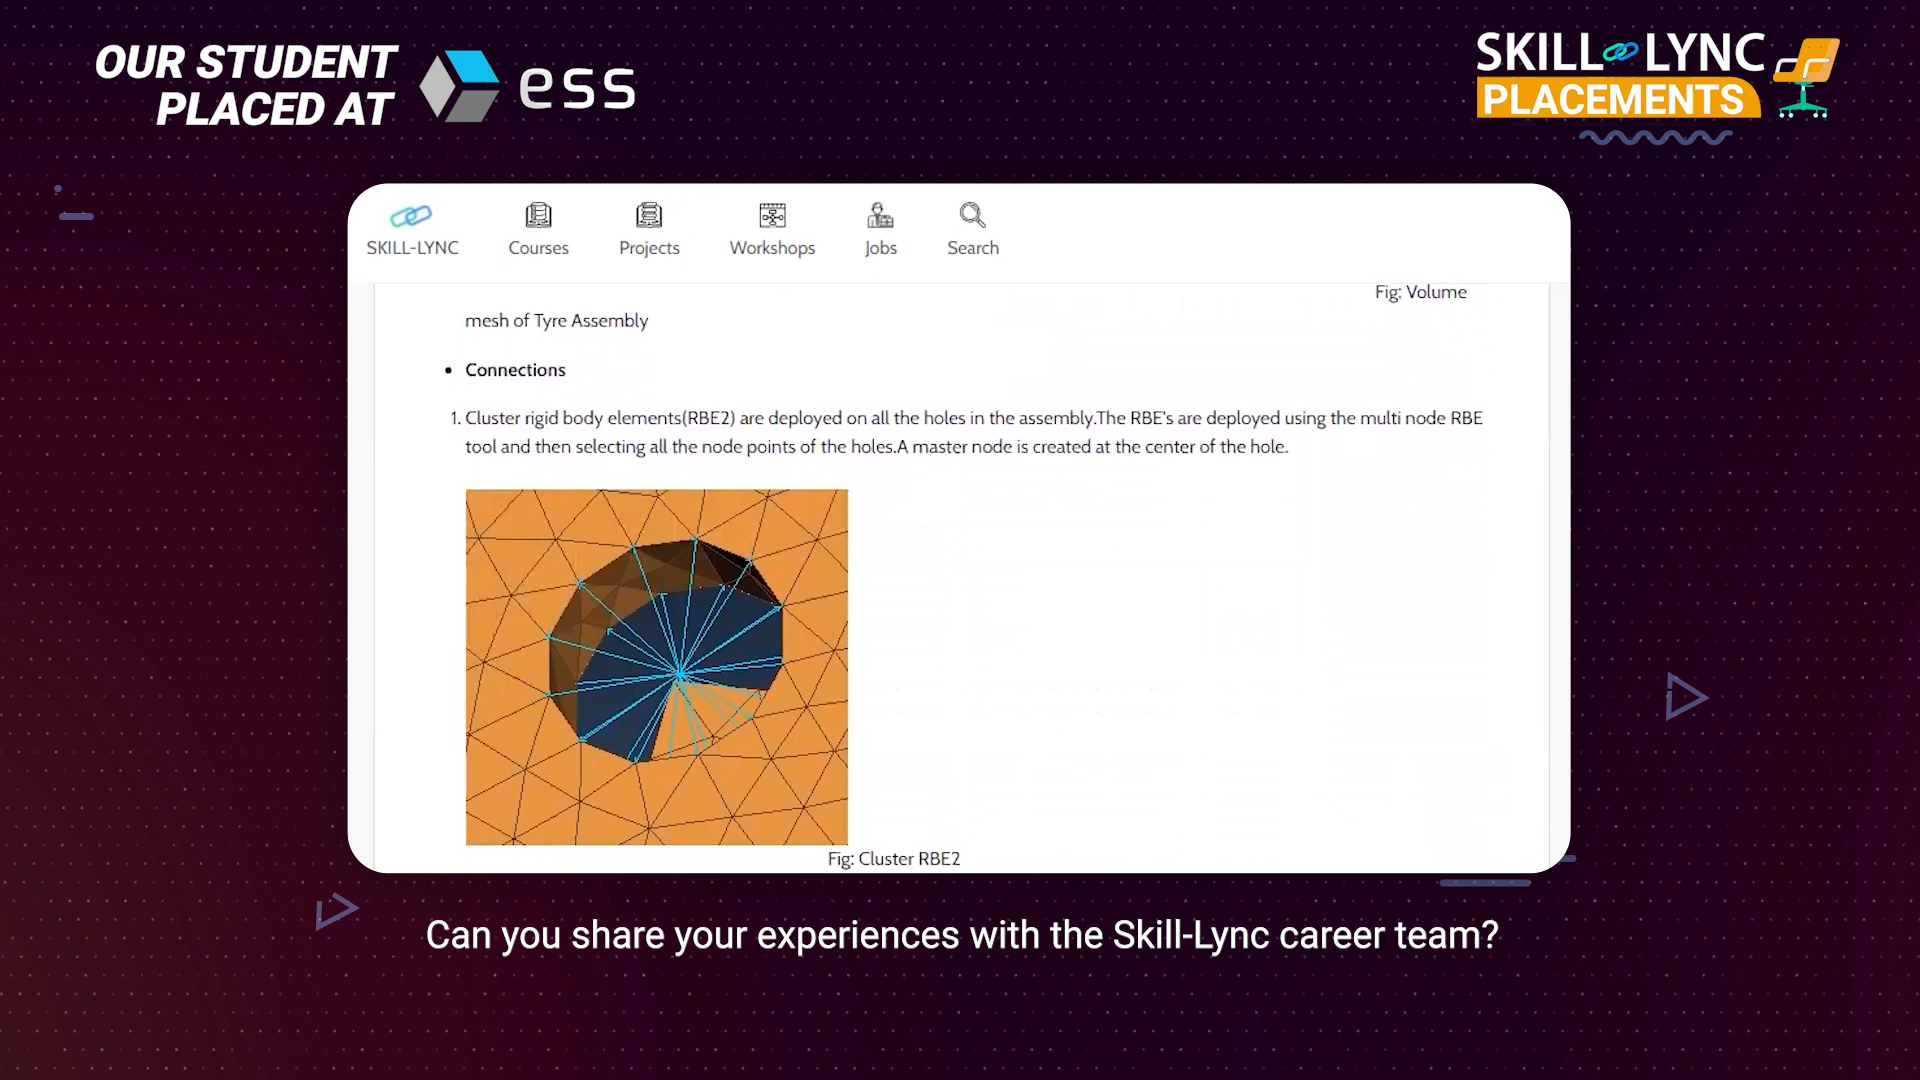 OUR STUDENT
PLACED AT
ess
SKILL LYNC
PLACEMENTS
SKILL-LYNC
Courses
Projects
Workshops
Jobs
Search
Fig: Volume
mesh of Tyre Assembly
• Connections
1. Cluster rigid body elements(RBE2) are deployed on all the holes in the assembly.The RBE's are deployed using the multi node RBE
tool and then selecting all the node points of the holes.A master node is created at the center of the hole.
Fig: Cluster RBE2
Can you share your experiences with the Skill-Lync career team?